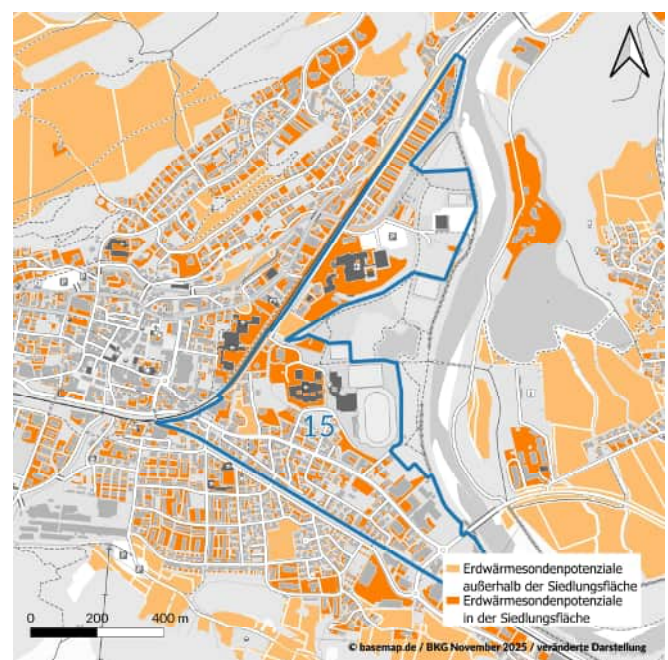 15
Erdwärmesondenpotenziale
außerhalb der Siedlungsfläche
Erdwärmesondenpotenziale
in der Siedlungsfläche
0 200 400 m
© basemap.de / BKG November 2025 / veränderte Darstellung